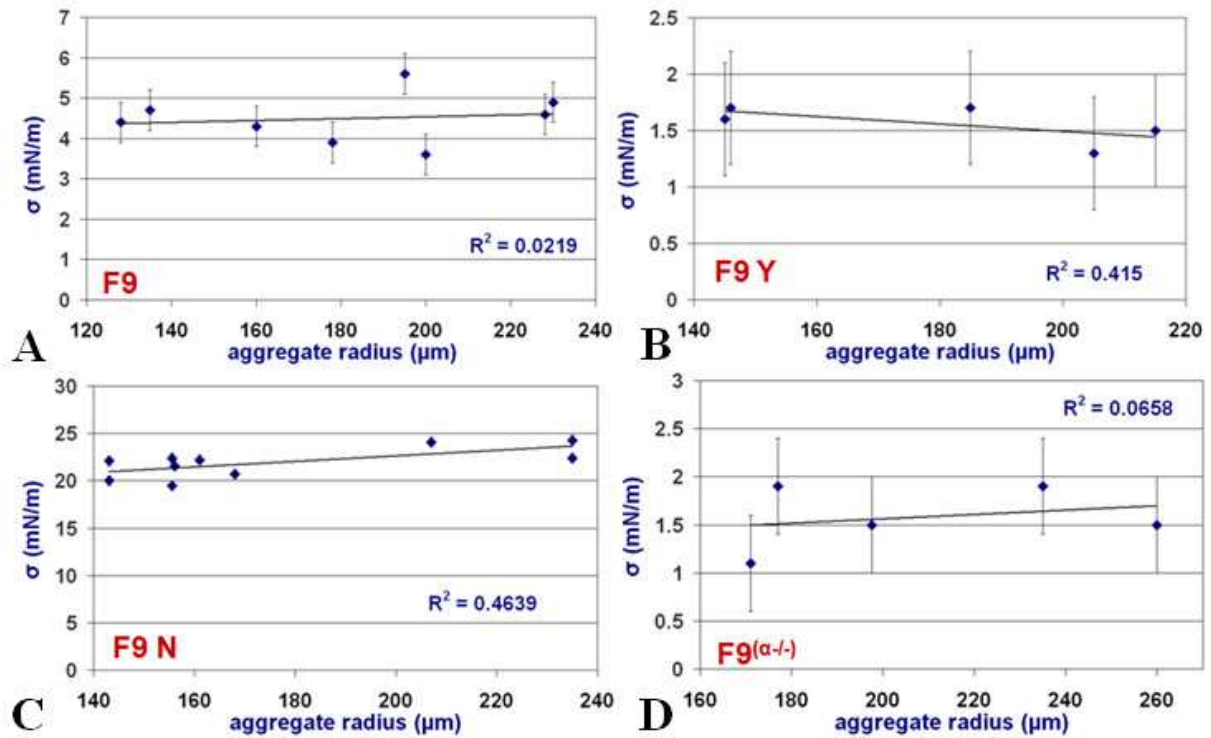 7
6
5
4
3
2
1
0
σ (mN/m)
R² = 0.0219
F9
120 140 160 180 200 220 240
aggregate radius (µm)
A
2.5
2
1.5
1
0.5
0
σ (mN/m)
R² = 0.415
F9 Y
140 160 180 200 220
aggregate radius (µm)
B
30
25
20
15
10
5
0
σ (mN/m)
R² = 0.4639
F9 N
140 160 180 200 220 240
aggregate radius (µm)
C
3
2.5
2
1.5
1
0.5
0
σ (mN/m)
R² = 0.0658
F9(α-/-)
160 180 200 220 240 260
aggregate radius (µm)
D